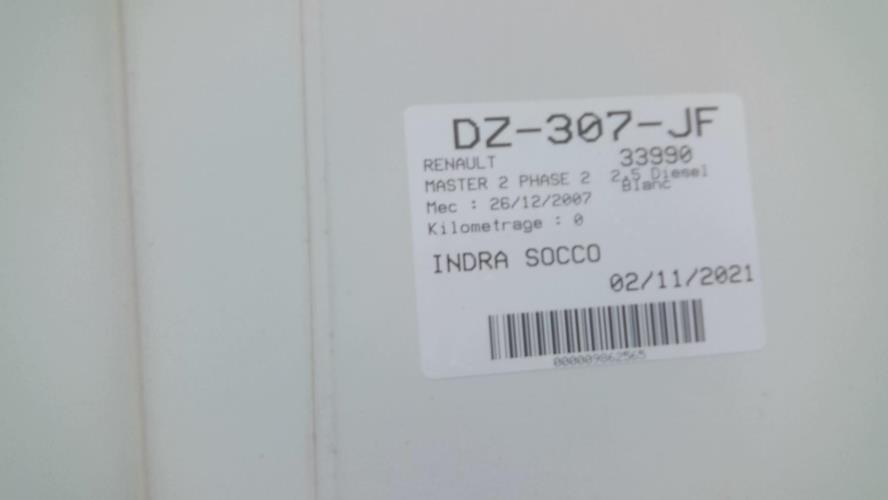 DZ-307-JF
RENAULT 33990
MASTER 2 PHASE 2 2.5 Diesel
Blanc
Mec : 26/12/2007
Kilometrage : 0
INDRA SOCCO
02/11/2021
000009862565